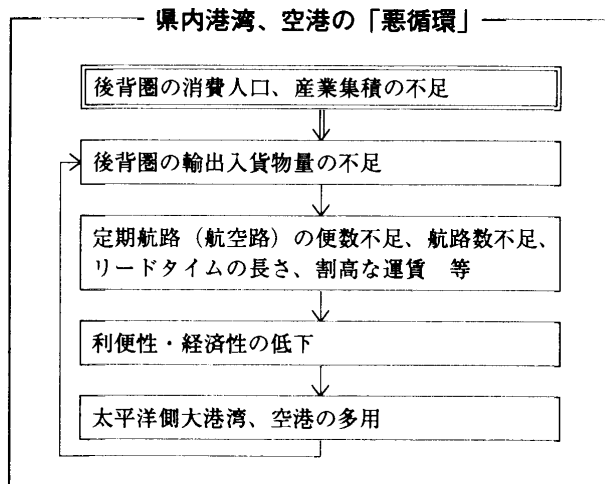 県内港湾、空港の「悪循環」
後背圏の消費人口、産業集積の不足
後背圏の輸出入貨物量の不足
定期航路（航空路）の便数不足、航路数不足、
リードタイムの長さ、割高な運賃　等
利便性・経済性の低下
太平洋側大港湾、空港の多用